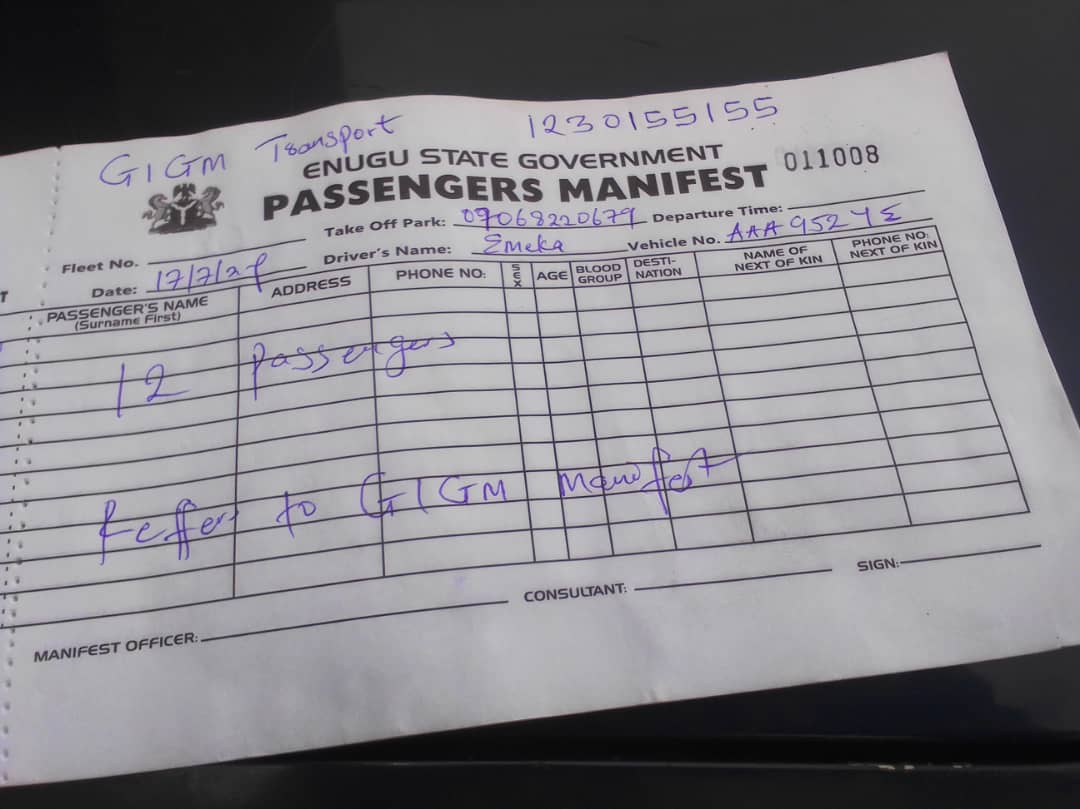 GIGM Transport 1230155155
ENUGU STATE GOVERNMENT
PASSENGERS MANIFEST 011008
Fleet No. Take Off Park: 09068220679 Departure Time:
Date: 17/7/2 Driver's Name: Emeka Vehicle No. AAA 952 YE
PASSENGER'S NAME (Surname First) ADDRESS PHONE NO: SEX AGE BLOOD GROUP DESTI-NATION NAME OF NEXT OF KIN PHONE NO: NEXT OF KIN
12 Passengers
Reffers to GIGM Manifest
MANIFEST OFFICER: CONSULTANT: SIGN: